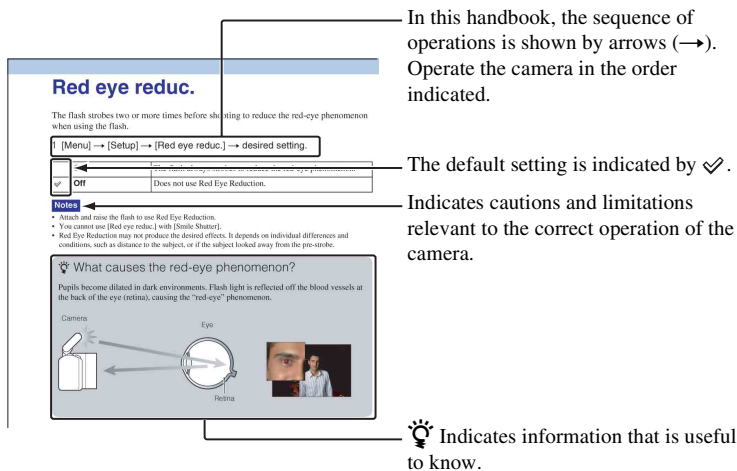 In this handbook, the sequence of
operations is shown by arrows (→).
Operate the camera in the order
indicated.
Red eye reduc.
The flash strobes two or more times before shooting to reduce the red-eye phenomenon
when using the flash.
1 [Menu] → [Setup] → [Red eye reduc.] → desired setting.
The default setting is indicated by ✓.
✓ Off Does not use Red Eye Reduction.
Notes
Indicates cautions and limitations
relevant to the correct operation of the
camera.
• Attach and raise the flash to use Red Eye Reduction.
• You cannot use [Red eye reduc.] with [Smile Shutter].
• Red Eye Reduction may not produce the desired effects. It depends on individual differences and
conditions, such as distance to the subject, or if the subject looked away from the pre-strobe.
What causes the red-eye phenomenon?
Pupils become dilated in dark environments. Flash light is reflected off the blood vessels at
the back of the eye (retina), causing the “red-eye” phenomenon.
Camera
Eye
Retina
Indicates information that is useful
to know.